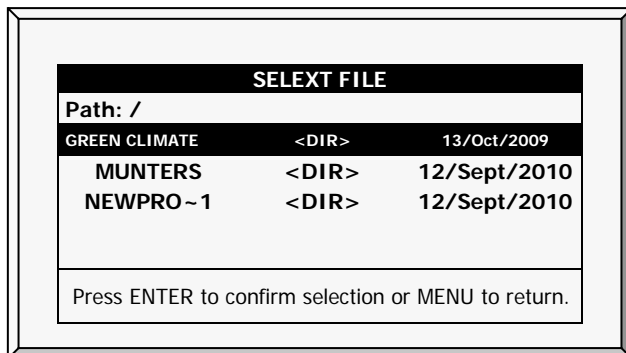 SELEXT FILE
Path: /
GREEN CLIMATE <DIR> 13/Oct/2009
MUNTERS <DIR> 12/Sept/2010
NEWPRO~1 <DIR> 12/Sept/2010
Press ENTER to confirm selection or MENU to return.